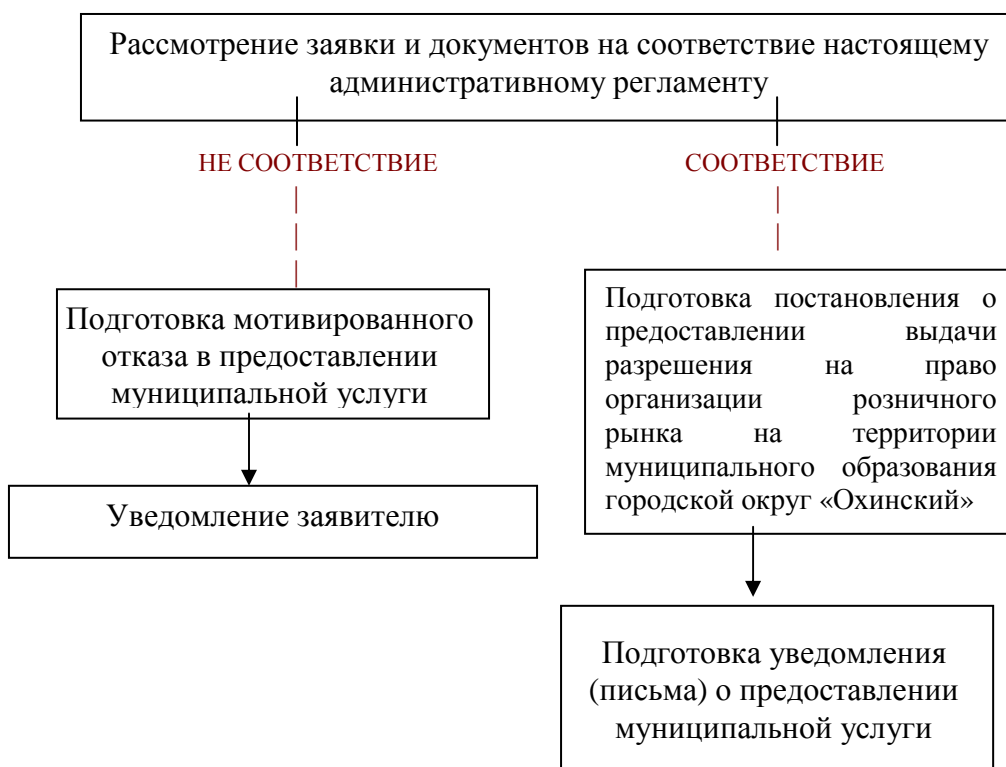 Рассмотрение заявки и документов на соответствие настоящему
административному регламенту
НЕ СООТВЕТСТВИЕ
СООТВЕТСТВИЕ
Подготовка мотивированного
отказа в предоставлении
муниципальной услуги
Уведомление заявителю
Подготовка постановления о
предоставлении выдачи
разрешения на право
организации розничного
рынка на территории
муниципального образования
городской округ «Охинский»
Подготовка уведомления
(письма) о предоставлении
муниципальной услуги